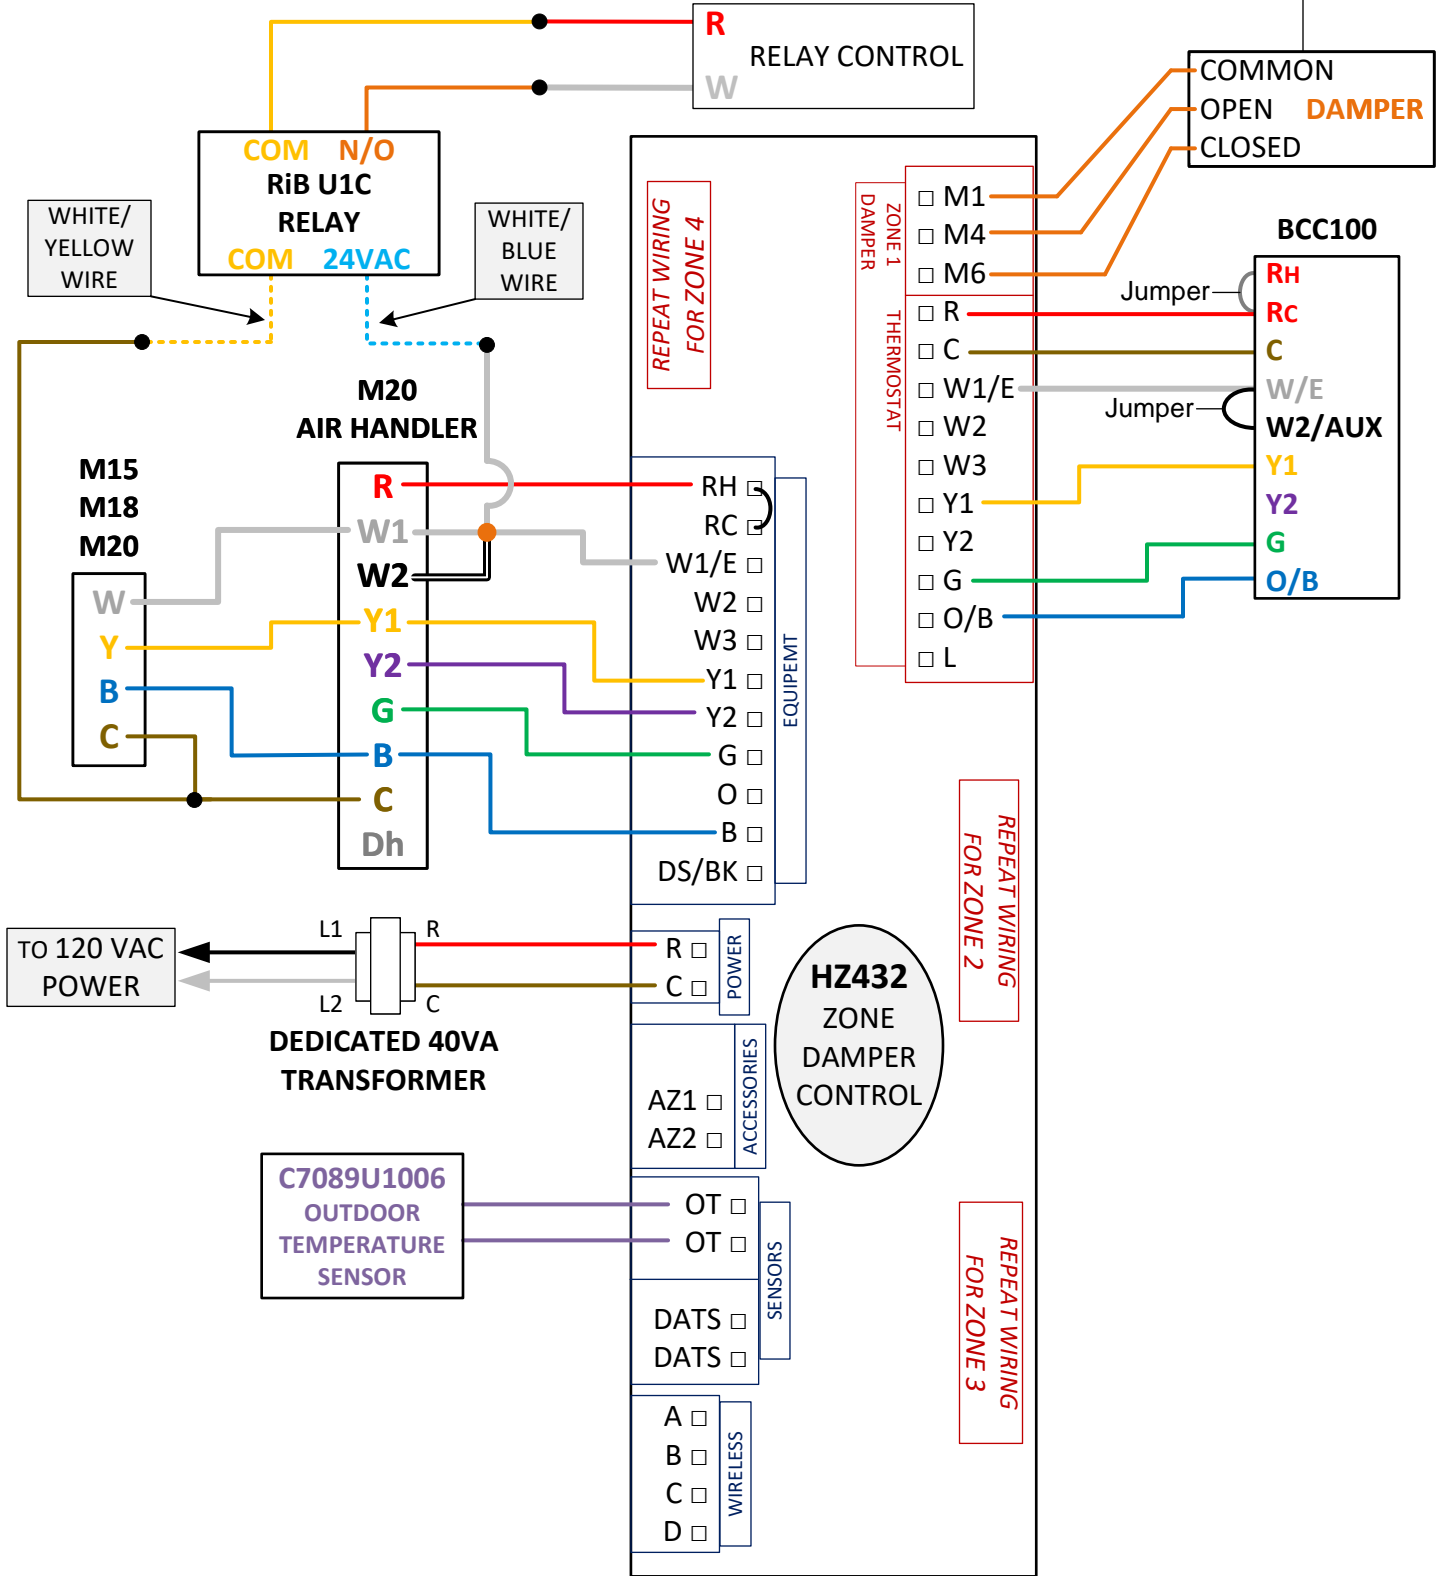 R
RELAY CONTROL
W
COMMON
OPEN DAMPER
CLOSED
COM N/O
RiB U1C
RELAY
COM 24VAC
WHITE/
YELLOW
WIRE
WHITE/
BLUE
WIRE
REPEAT WIRING
FOR ZONE 4
ZONE 1
DAMPER
M1
M4
M6
THERMOSTAT
R
C
W1/E
W2
W3
Y1
Y2
G
O/B
L
BCC100
Jumper
RH
RC
C
W/E
Jumper
W2/AUX
Y1
Y2
G
O/B
M20
AIR HANDLER
R
W1
W2
Y1
Y2
G
B
C
Dh
M15
M18
M20
W
Y
B
C
RH
RC
W1/E
W2
W3
Y1
Y2
G
O
B
DS/BK
EQUIPEMT
TO 120 VAC
POWER
L1
R
L2
C
DEDICATED 40VA
TRANSFORMER
R
C
POWER
HZ432
ZONE
DAMPER
CONTROL
REPEAT WIRING
FOR ZONE 2
AZ1
AZ2
ACCESSORIES
C7089U1006
OUTDOOR
TEMPERATURE
SENSOR
OT
OT
DATS
DATS
SENSORS
REPEAT WIRING
FOR ZONE 3
A
B
C
D
WIRELESS